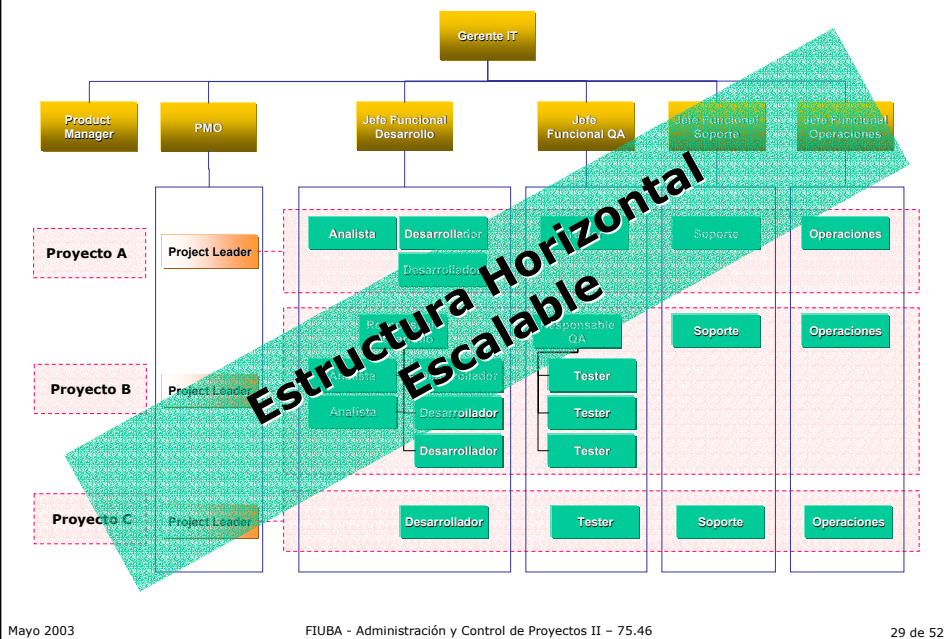 Gerente IT
Product
Manager
PMO
Jefe Funcional
Desarrollo
Jefe
Funcional QA
Jefe Funcional
Soporte
Jefe Funcional
Operaciones
Estructura Horizontal
Escalable
Proyecto A
Project Leader
Analista
Desarrollador
Desarrollador
Soporte
Operaciones
Proyecto B
Project Leader
QA
Soporte
Operaciones
Analista
Desarrollador
Tester
Analista
Desarrollador
Tester
Desarrollador
Tester
Proyecto C
Project Leader
Desarrollador
Tester
Soporte
Operaciones
Mayo 2003
FIUBA - Administración y Control de Proyectos II – 75.46
29 de 52